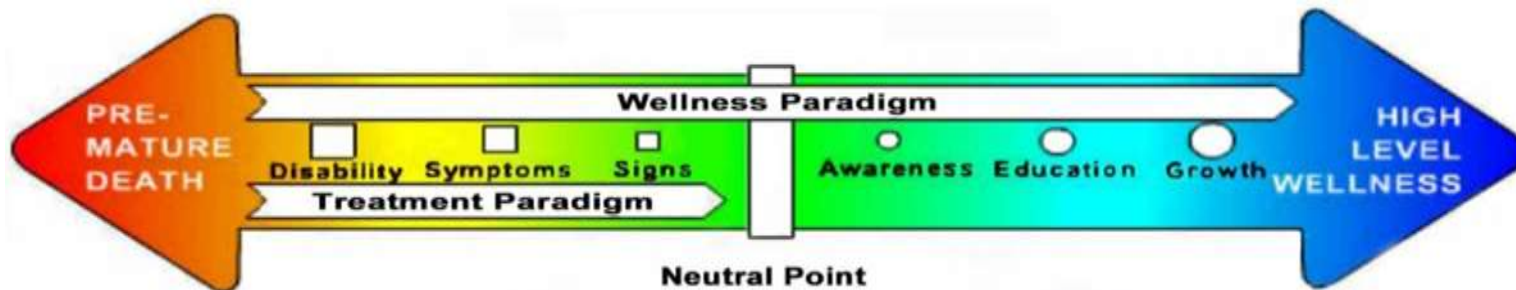 PRE-
MATURE
DEATH
Wellness Paradigm
Disability Symptoms Signs Awareness Education Growth
Treatment Paradigm
HIGH
LEVEL
WELLNESS
Neutral Point